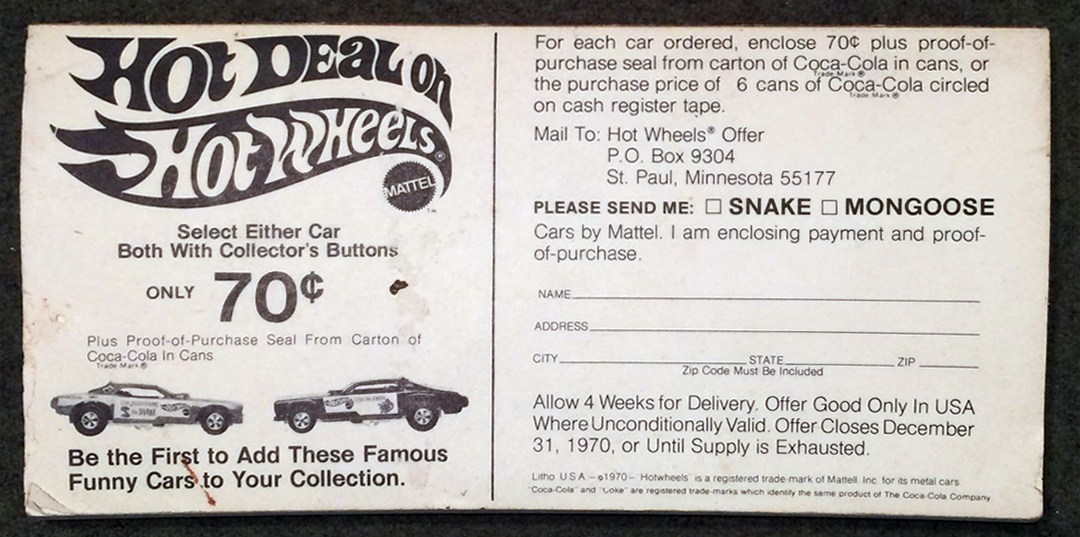 Hot Deal on
Hot Wheels®
MATTEL
Select Either Car
Both With Collector's Buttons
ONLY 70¢
Plus Proof-of-Purchase Seal From Carton of
Coca-Cola In Cans
Trade Mark®
Be the First to Add These Famous
Funny Cars to Your Collection.
For each car ordered, enclose 70¢ plus proof-of-
purchase seal from carton of Coca-Cola in cans, or
Trade Mark®
the purchase price of 6 cans of Coca-Cola circled
Trade Mark®
on cash register tape.
Mail To: Hot Wheels® Offer
P.O. Box 9304
St. Paul, Minnesota 55177
PLEASE SEND ME: □ SNAKE □ MONGOOSE
Cars by Mattel. I am enclosing payment and proof-
of-purchase.
NAME
ADDRESS
CITY STATE ZIP
Zip Code Must Be Included
Allow 4 Weeks for Delivery. Offer Good Only In USA
Where Unconditionally Valid. Offer Closes December
31, 1970, or Until Supply is Exhausted.
Litho U.S.A. – ©1970 – "Hotwheels" is a registered trade-mark of Mattell Inc. for its metal cars.
"Coca-Cola" and "Coke" are registered trade-marks which identify the same product of The Coca-Cola Company